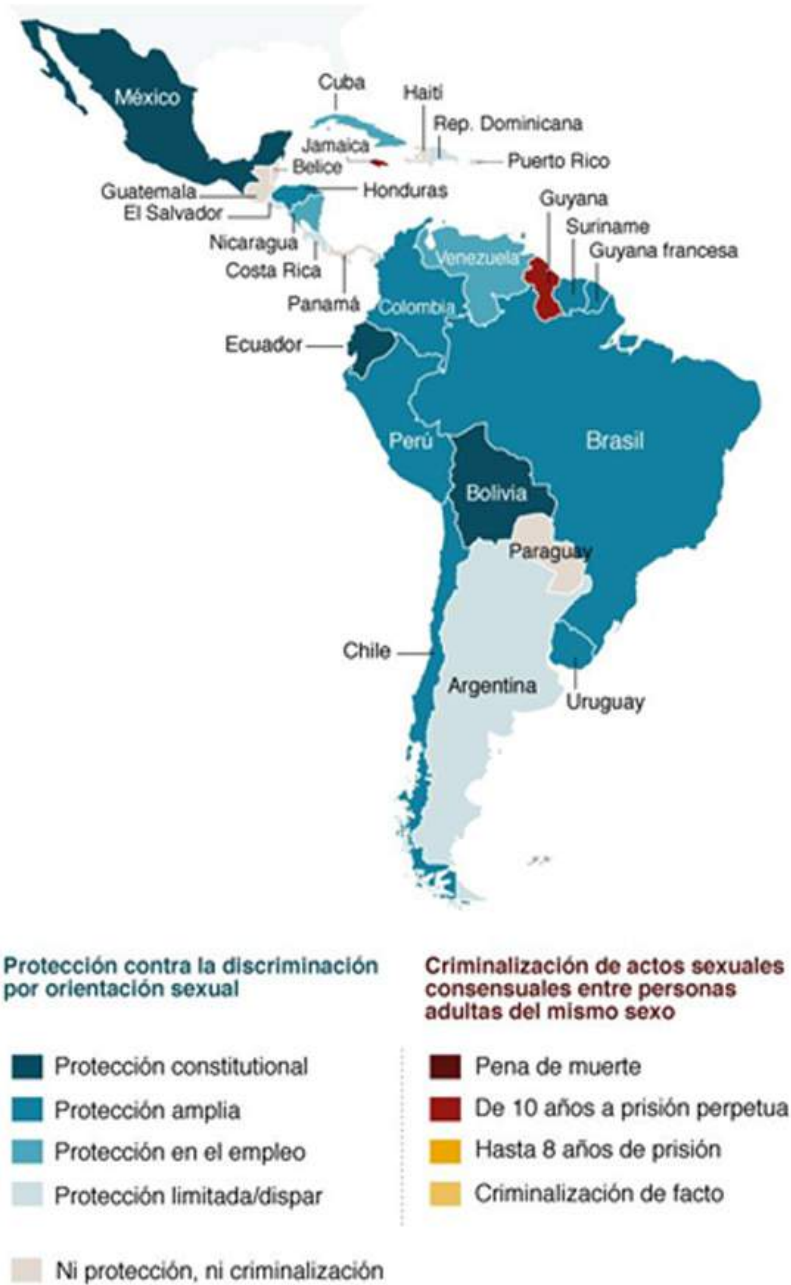 México
Cuba
Haití
Rep. Dominicana
Jamaica
Belice
Puerto Rico
Guatemala
Honduras
El Salvador
Guyana
Suriname
Nicaragua
Guyana francesa
Venezuela
Costa Rica
Panamá
Colombia
Ecuador
Perú
Brasil
Bolivia
Paraguay
Chile
Argentina
Uruguay
Protección contra la discriminación
por orientación sexual
Protección constitutional
Protección amplia
Protección en el empleo
Protección limitada/dispar
Ni protección, ni criminalización
Criminalización de actos sexuales
consensuales entre personas
adultas del mismo sexo
Pena de muerte
De 10 años a prisión perpetua
Hasta 8 años de prisión
Criminalización de facto